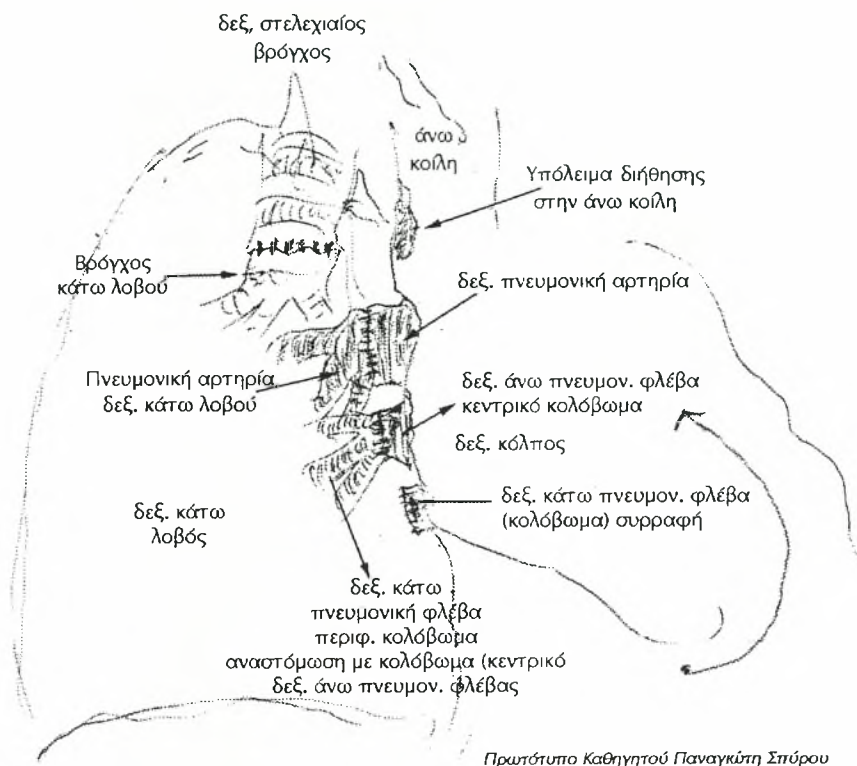 δεξ, στελεχιαίος
βρόγχος
άνω
κοίλη
Υπόλειμα διήθησης
στην άνω κοίλη
Βρόγχος
κάτω λοβού
δεξ. πνευμονική αρτηρία
Πνευμονική αρτηρία
δεξ. κάτω λοβού
δεξ. άνω πνευμον. φλέβα
κεντρικό κολόβωμα
δεξ. κόλπος
δεξ. κάτω πνευμον. φλέβα
(κολόβωμα) συρραφή
δεξ. κάτω
λοβός
δεξ. κάτω
πνευμονική φλέβα
περιφ. κολόβωμα
αναστόμωση με κολόβωμα (κεντρικό
δεξ. άνω πνευμον. φλέβας
Πρωτότυπο Καθηγητού Παναγιώτη Σπύρου